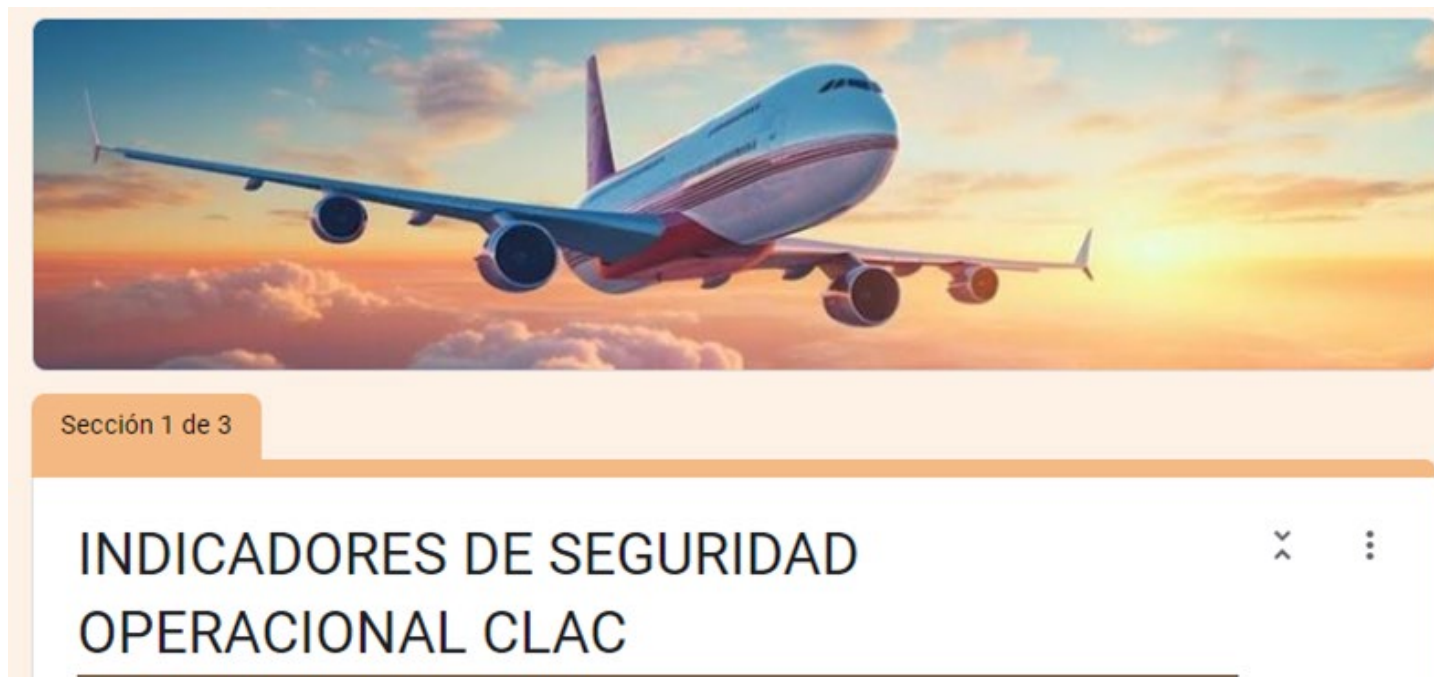 Sección 1 de 3
INDICADORES DE SEGURIDAD
OPERACIONAL CLAC